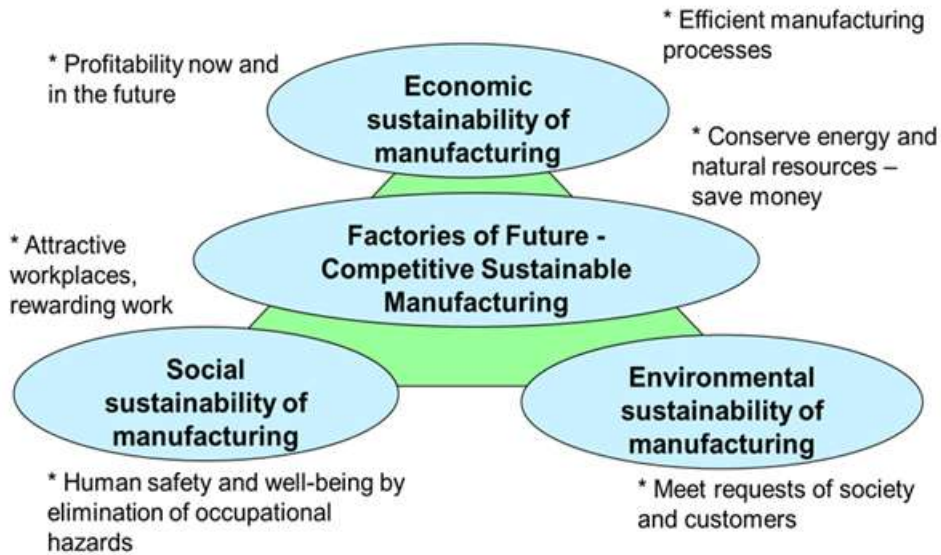 * Efficient manufacturing
processes
* Profitability now and
in the future
Economic
sustainability of
manufacturing
* Conserve energy and
natural resources –
save money
Factories of Future -
Competitive Sustainable
Manufacturing
* Attractive
workplaces,
rewarding work
Social
sustainability of
manufacturing
Environmental
sustainability of
manufacturing
* Human safety and well-being by
elimination of occupational
hazards
* Meet requests of society
and customers